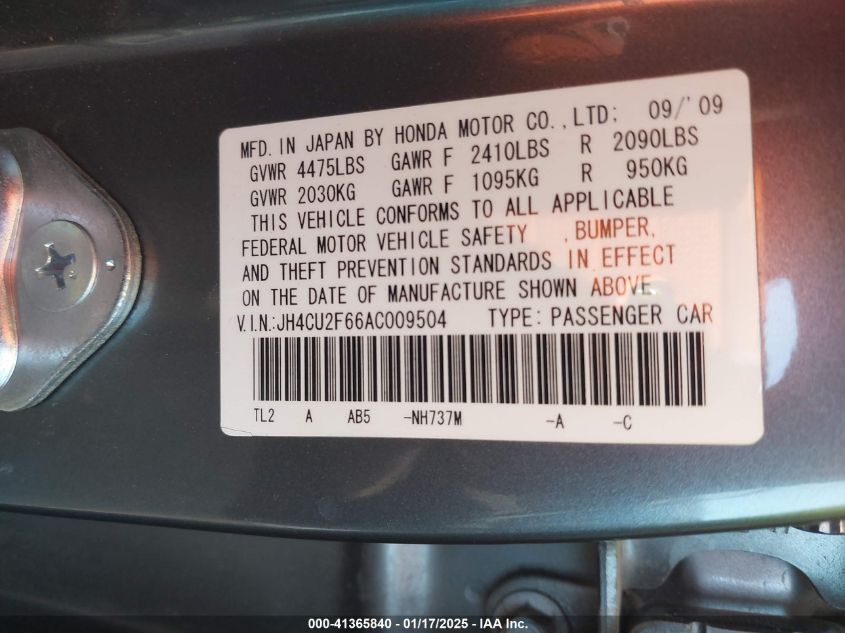 MFD. IN JAPAN BY HONDA MOTOR CO.,LTD: 09/'09
GVWR 4475LBS GAWR F 2410LBS R 2090LBS
GVWR 2030KG GAWR F 1095KG R 950KG
THIS VEHICLE CONFORMS TO ALL APPLICABLE
FEDERAL MOTOR VEHICLE SAFETY ,BUMPER,
AND THEFT PREVENTION STANDARDS IN EFFECT
ON THE DATE OF MANUFACTURE SHOWN ABOVE.
V.I.N.:JH4CU2F66AC009504 TYPE: PASSENGER CAR
TL2 A AB5 -NH737M -A -C
000-41365840 - 01/17/2025 - IAA Inc.